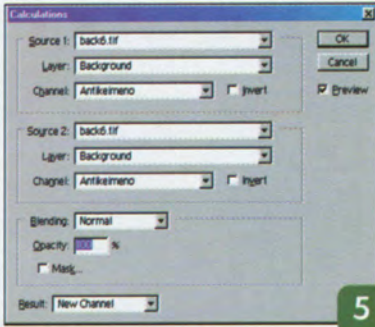 Calculations
Source 1: back6.tif
OK
Layer: Background
Cancel
Channel: Antikeimeno
Invert
Preview
Source 2: back6.tif
Layer: Background
Channel: Antikeimeno
Invert
Blending: Normal
Opacity: 100 %
Mask...
Result: New Channel
5